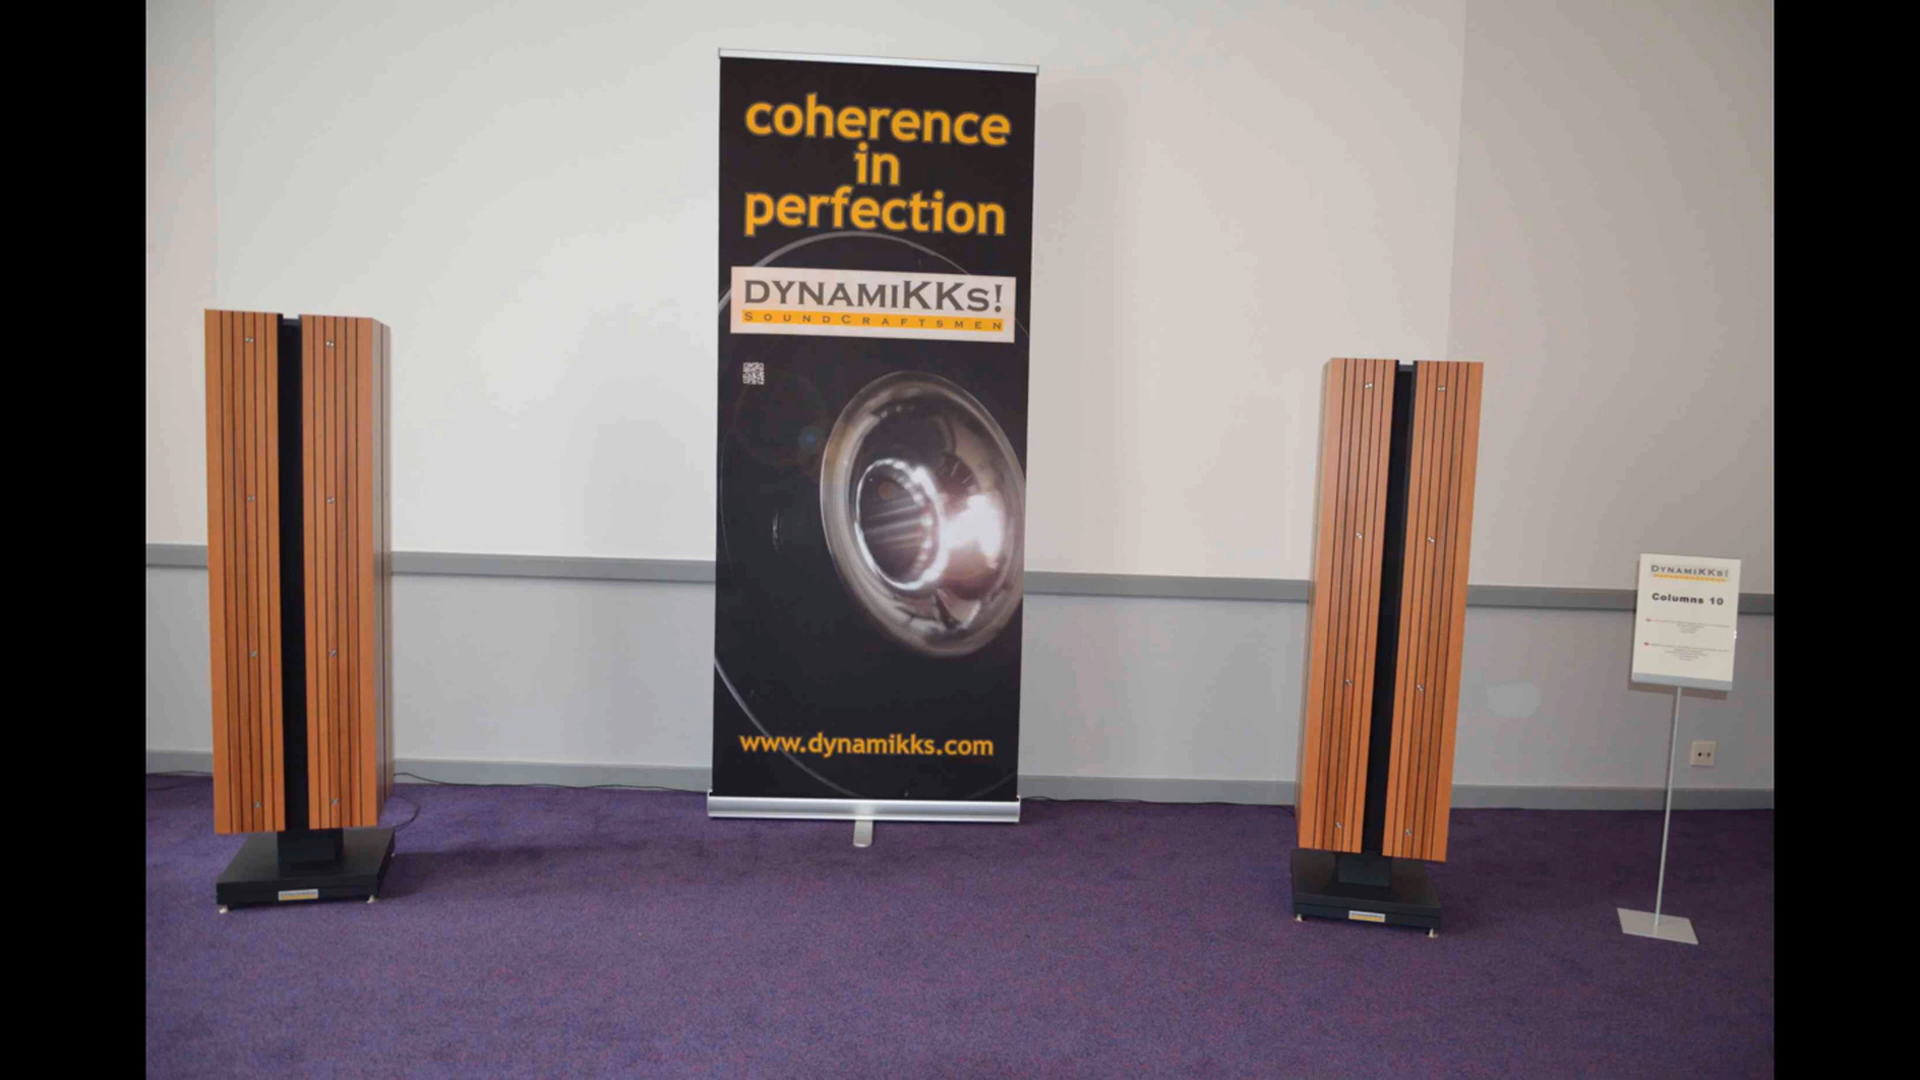 coherence
in
perfection
DYNAMIKKS!
SOUNDCRAFTSMEN
www.dynamikks.com
DYNAMIKKS!
Columns 10